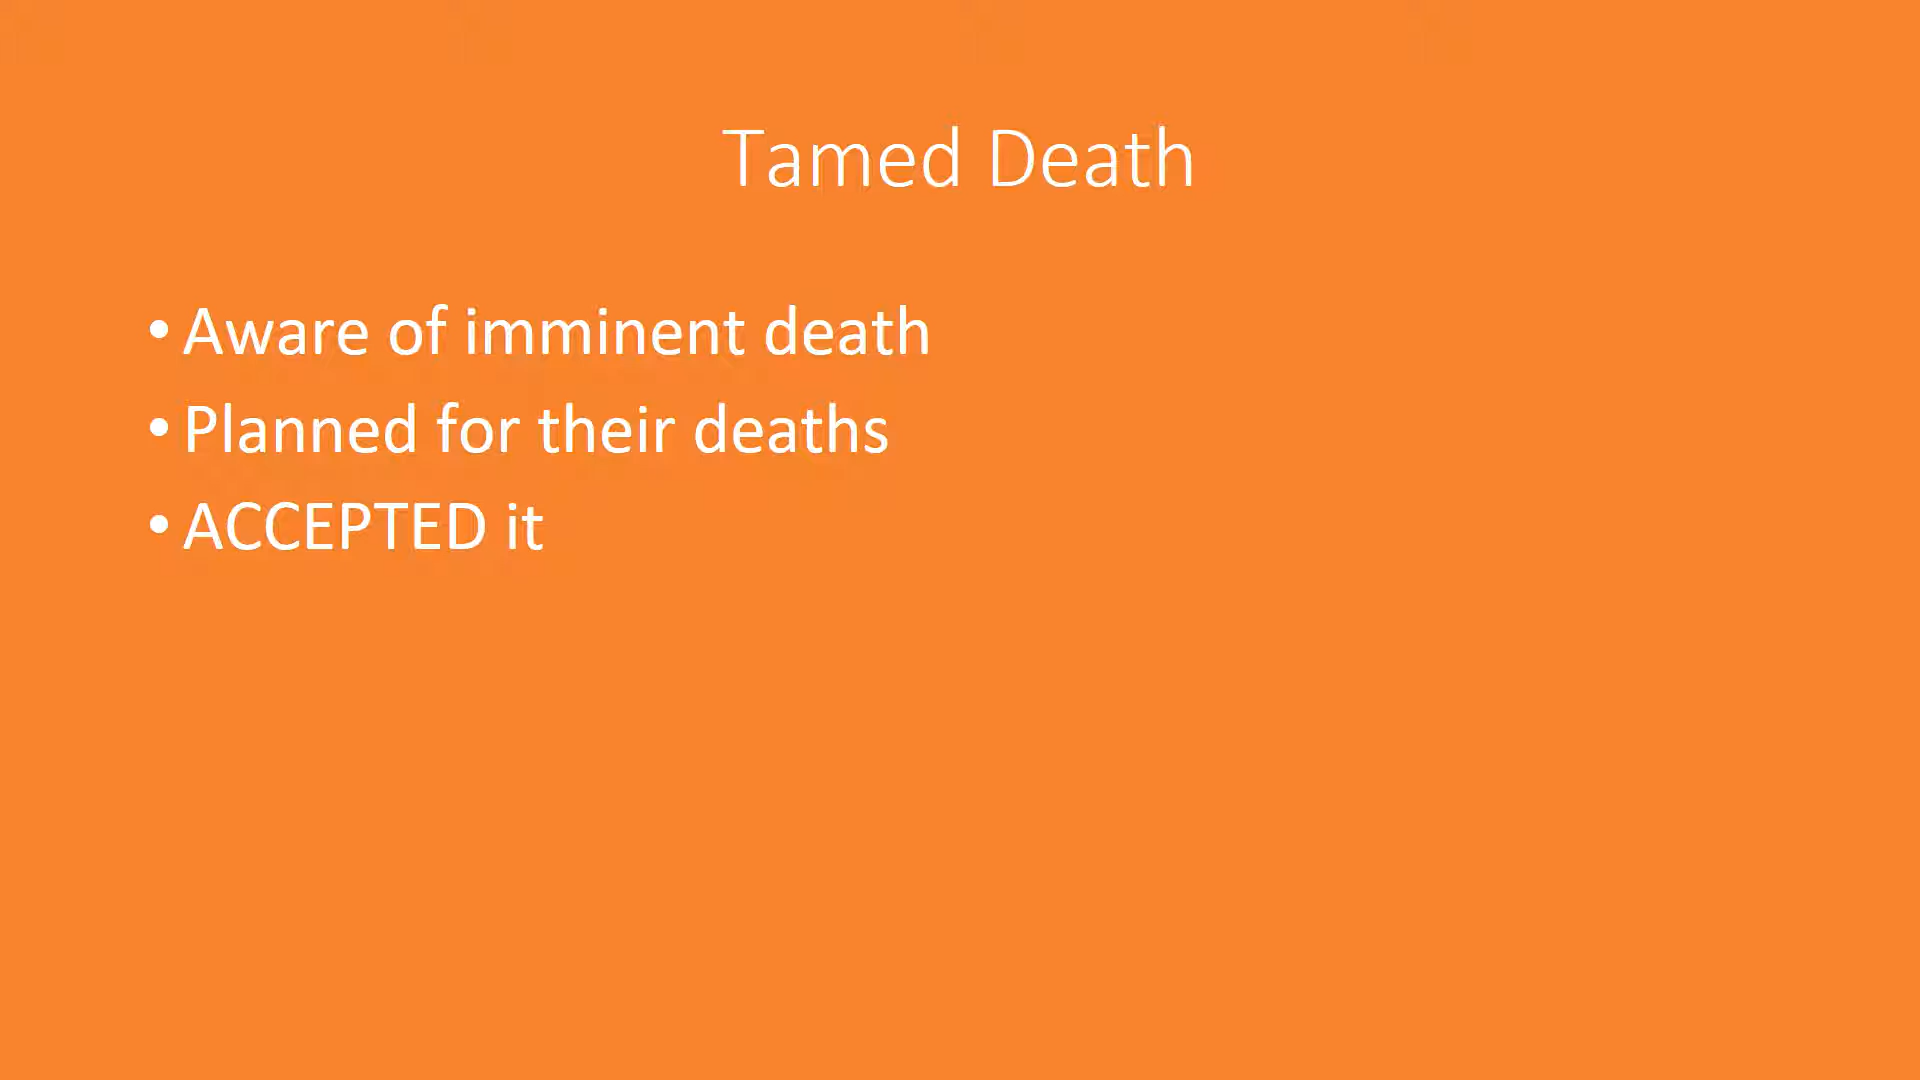 Tamed Death
• Aware of imminent death
• Planned for their deaths
• ACCEPTED it